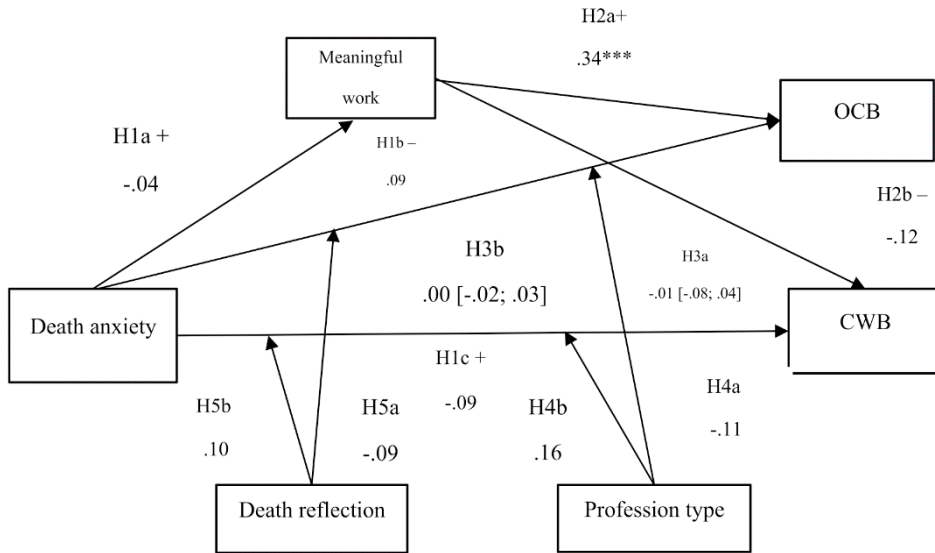 H2a+
.34***
Meaningful
work
OCB
H1a +
-.04
H1b –
.09
H2b –
-.12
H3b
.00 [-.02; .03]
H3a
-.01 [-.08; .04]
Death anxiety
CWB
H1c +
-.09
H5b
.10
H5a
-.09
H4b
.16
H4a
-.11
Death reflection
Profession type